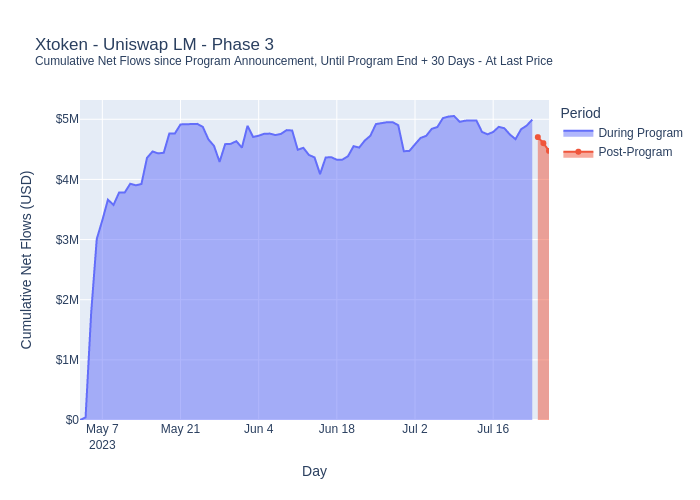 Xtoken - Uniswap LM - Phase 3
Cumulative Net Flows since Program Announcement, Until Program End + 30 Days - At Last Price
Period
During Program
Post-Program
Cumulative Net Flows (USD)
$5M
$4M
$3M
$2M
$1M
$0
May 7
2023
May 21
Jun 4
Jun 18
Jul 2
Jul 16
Day